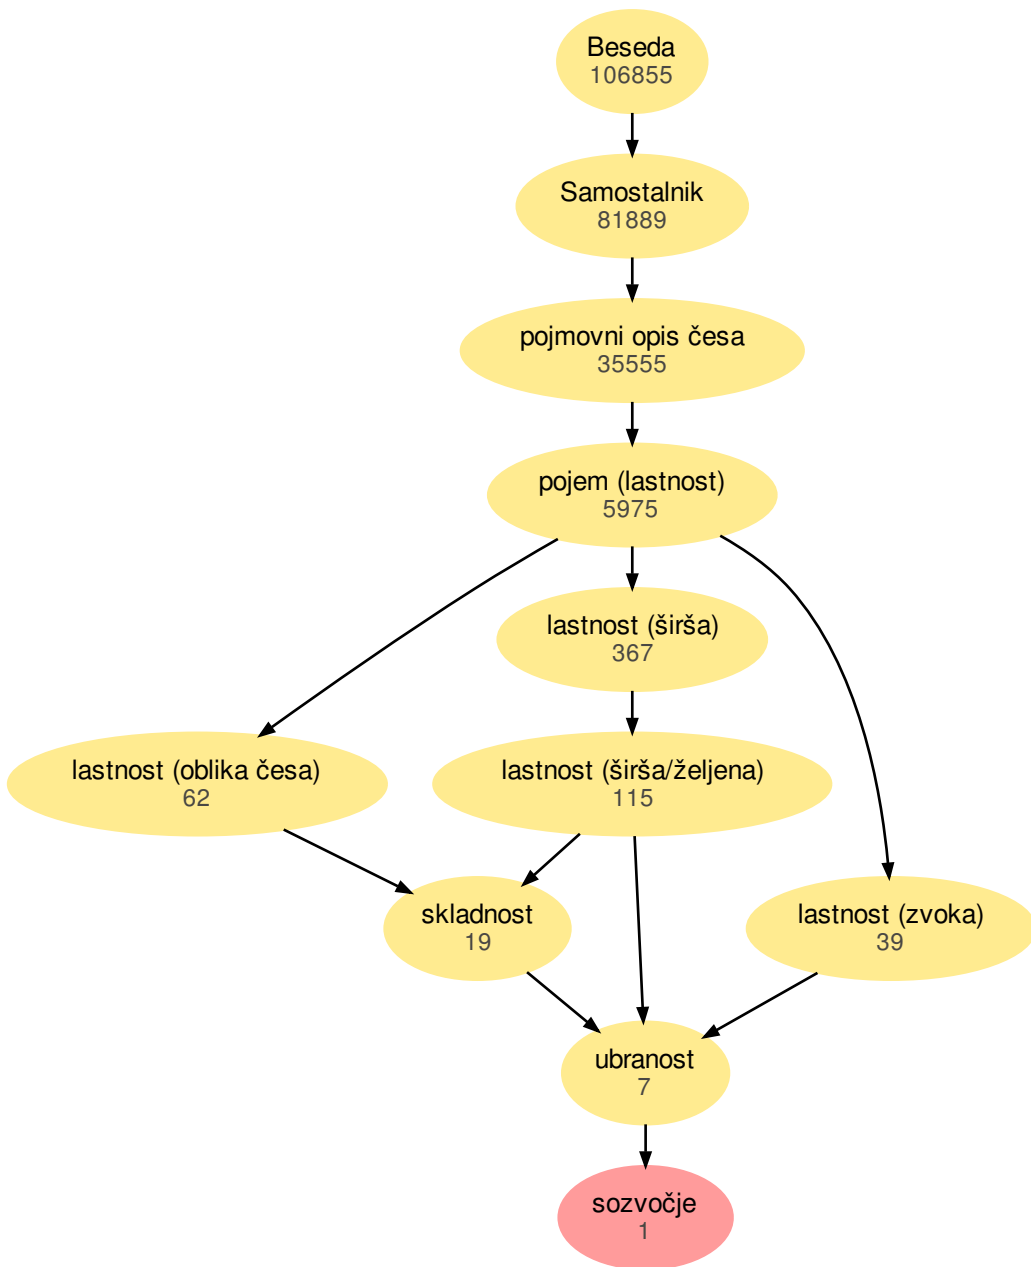 Beseda
106855
Samostalnik
81889
pojmovni opis česa
35555
pojem (lastnost)
5975
lastnost (širša)
367
lastnost (oblika česa)
62
lastnost (širša/željena)
115
skladnost
19
lastnost (zvoka)
39
ubranost
7
sozvočje
1